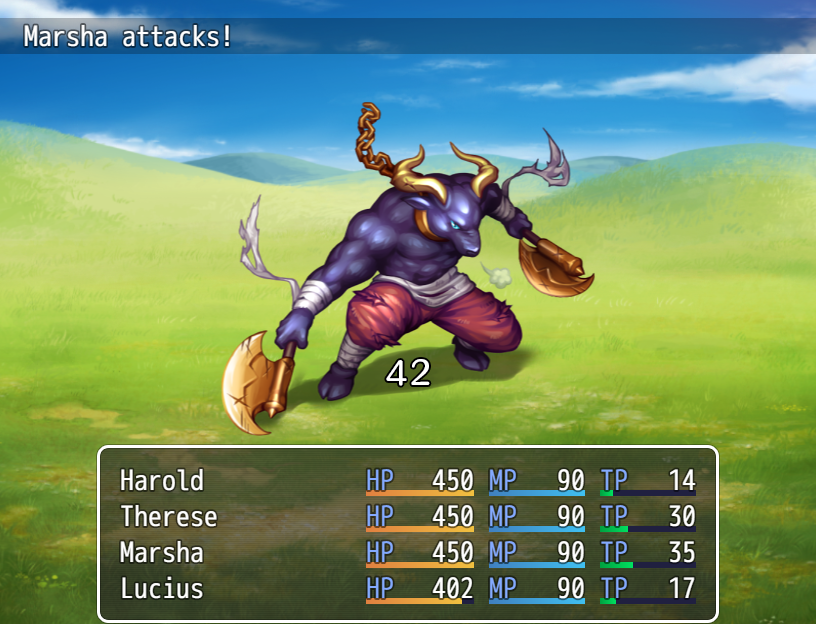 Marsha attacks!
42
Harold HP 450 MP 90 TP 14
Therese HP 450 MP 90 TP 30
Marsha HP 450 MP 90 TP 35
Lucius HP 402 MP 90 TP 17